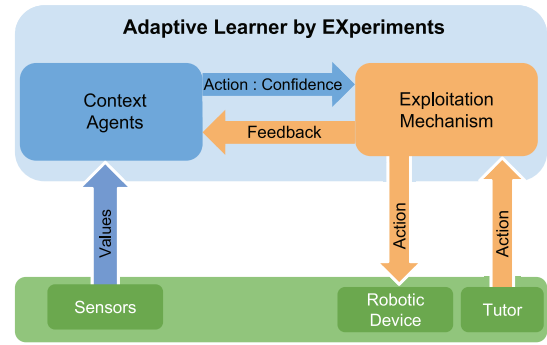 Adaptive Learner by EXperiments
Context
Agents
Action : Confidence
Feedback
Exploitation
Mechanism
Values
Action
Action
Sensors
Robotic
Device
Tutor